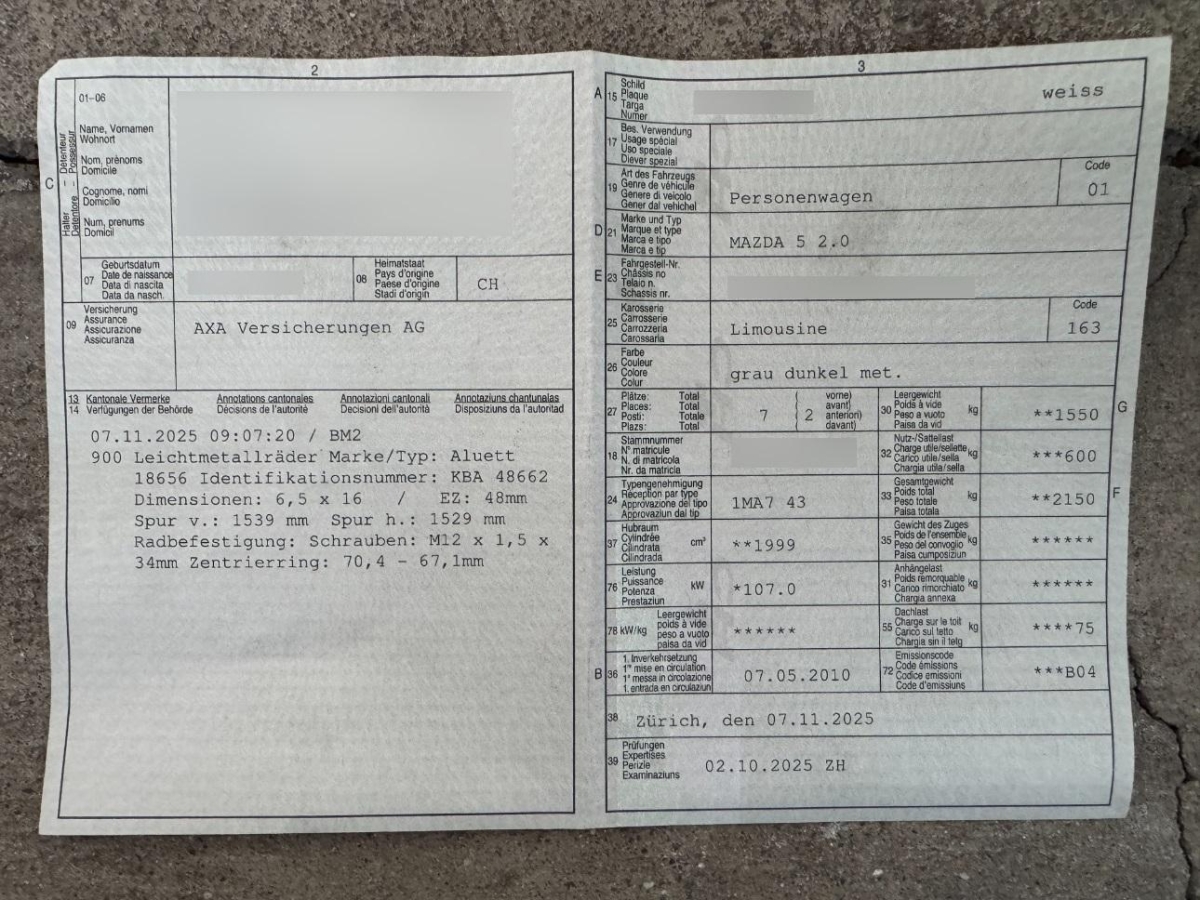 2
01-06
Name, Vornamen
Wohnort
Nom, prénoms
Domicile
Cognome, nomi
Domicilio
Num, prenums
Domicil
C
Halter – Détenteur
Detentore – Possessur
07
Geburtsdatum
Date de naissance
Data di nascita
Data da nasch.
08
Heimatstaat
Pays d'origine
Paese d'origine
Stadi d'origin
CH
09
Versicherung
Assurance
Assicurazione
Assicuranza
AXA Versicherungen AG
13 Kantonale Vermerke Annotations cantonales Annotazioni cantonali Annotaziuns chantunalas
14 Verfügungen der Behörde Décisions de l'autorité Decisioni dell'autorità Disposiziuns da l'autoritad
07.11.2025 09:07:20 / BM2
900 Leichtmetallräder Marke/Typ: Aluett
18656 Identifikationsnummer: KBA 48662
Dimensionen: 6,5 x 16 / EZ: 48mm
Spur v.: 1539 mm Spur h.: 1529 mm
Radbefestigung: Schrauben: M12 x 1,5 x
34mm Zentrierring: 70,4 - 67,1mm
3
A 15
Schild
Plaque
Targa
Numer
weiss
17
Bes. Verwendung
Usage spécial
Uso speciale
Diever spezial
19
Art des Fahrzeugs
Genre de véhicule
Genere di veicolo
Gener dal vehichel
Personenwagen
Code
01
D 21
Marke und Typ
Marque et type
Marca e tipo
Marca e tip
MAZDA 5 2.0
E 23
Fahrgestell-Nr.
Châssis no
Telaio n.
Schassis nr.
25
Karosserie
Carrosserie
Carrozzeria
Carossaria
Limousine
Code
163
26
Farbe
Couleur
Colore
Colur
grau dunkel met.
27
Plätze: Total
Places: Total
Posti: Totale
Plazs: Total
7 ( 2
vorne)
avant)
anteriori)
davant)
30
Leergewicht
Poids à vide
Peso a vuoto
Paisa da vid
kg
**1550
G
18
Stammnummer
N° matricule
N. di matricola
Nr. da matricla
32
Nutz-/Sattellast
Charge utile/sellette
Carico utile/sella
Chargia utila/sella
kg
***600
24
Typengenehmigung
Réception par type
Approvazione del tipo
Approvaziun dal tip
1MA7 43
33
Gesamtgewicht
Poids total
Peso totale
Paisa totala
kg
**2150
F
37
Hubraum
Cylindrée
Cilindrata
Cilindrada
cm³
**1999
35
Gewicht des Zuges
Poids de l'ensemble
Peso del convoglio
Paisa cumposiziun
kg
******
76
Leistung
Puissance
Potenza
Prestaziun
kW
*107.0
31
Anhängelast
Poids remorquable
Carico rimorchiato
Chargia annexa
kg
******
78 kW/kg
Leergewicht
poids à vide
peso a vuoto
paisa da vid
******
55
Dachlast
Charge sur le toit
Carico sul tetto
Chargia sin il tetg
kg
****75
B 36
1. Inverkehrsetzung
1re mise en circulation
1a messa in circolazione
1. entrada en circulaziun
07.05.2010
72
Emissionscode
Code émissions
Codice emissioni
Code d'emissiuns
***B04
38
Zürich, den 07.11.2025
39
Prüfungen
Expertises
Perizie
Examinaziuns
02.10.2025 ZH